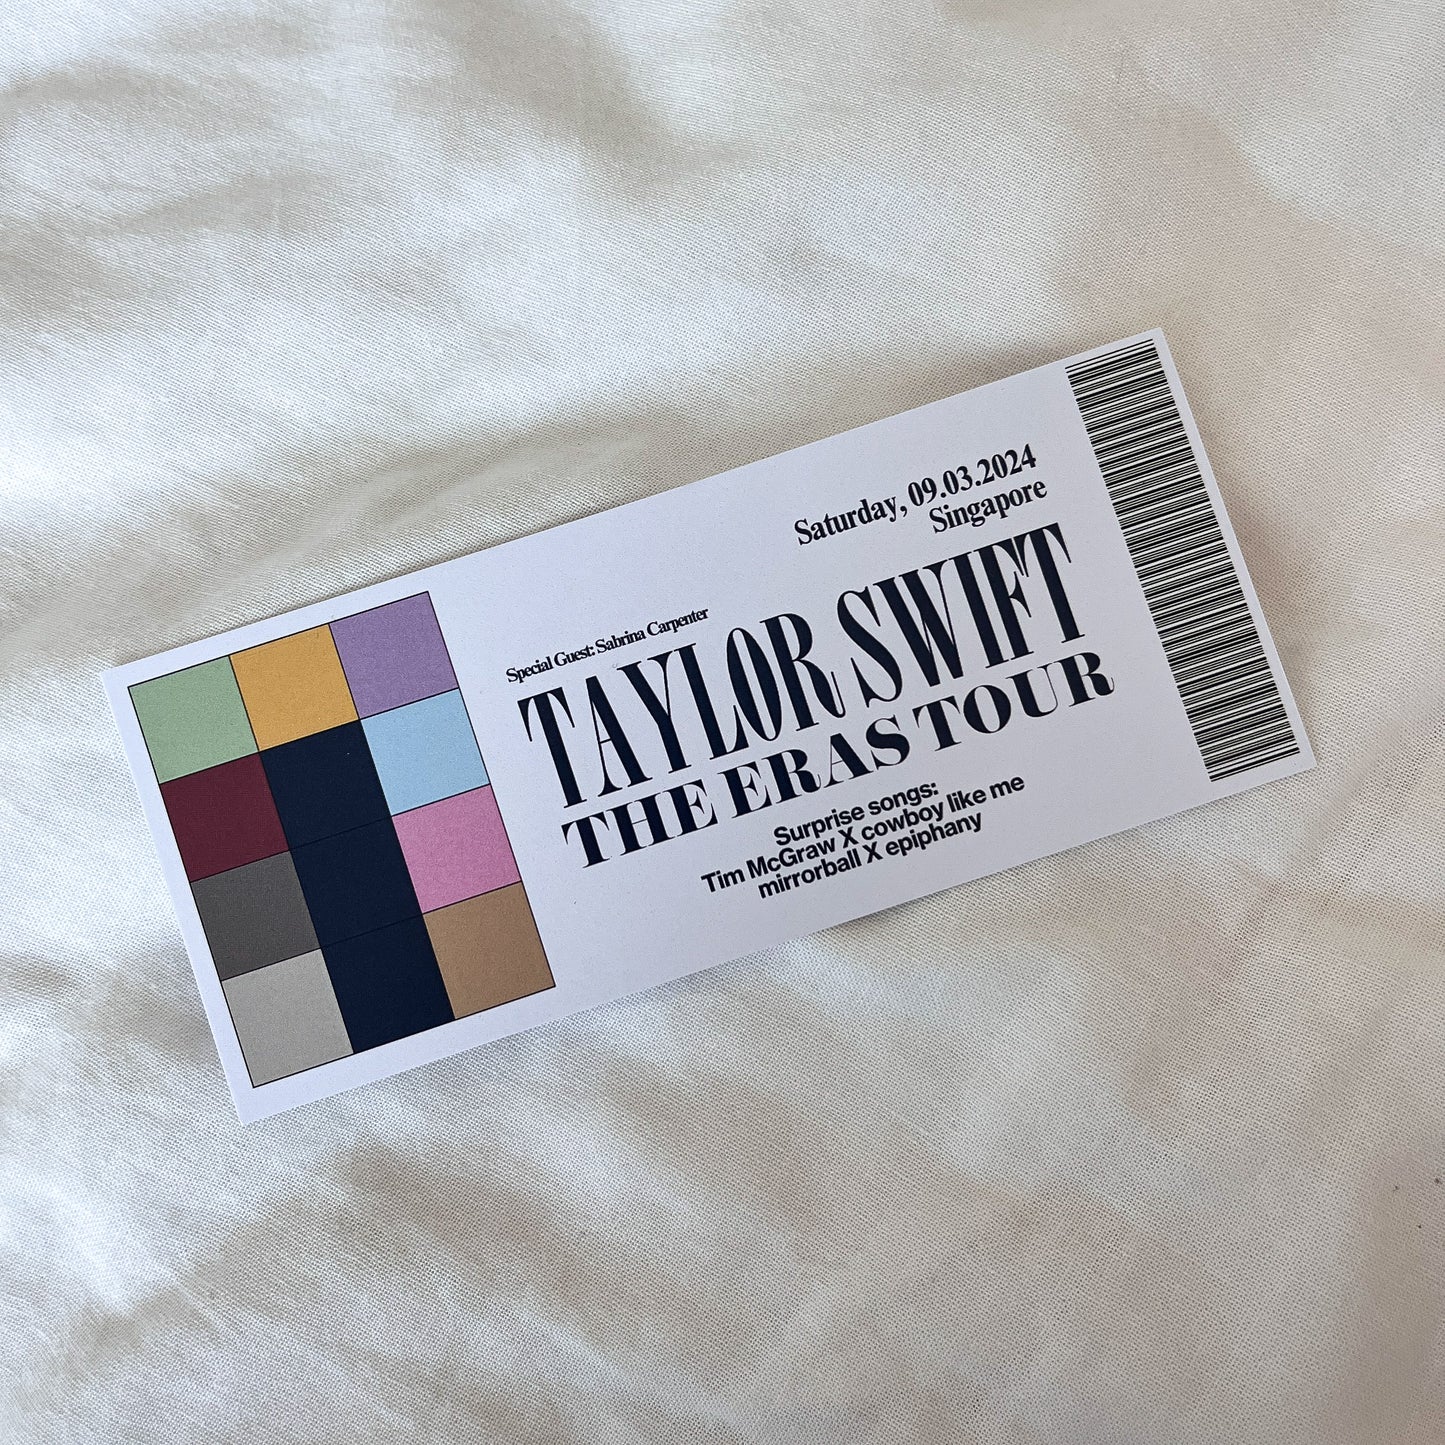 Saturday, 09.03.2024
Singapore
Special Guest: Sabrina Carpenter
TAYLOR SWIFT
THE ERAS TOUR
Surprise songs:
Tim McGraw X cowboy like me
mirrorball X epiphany